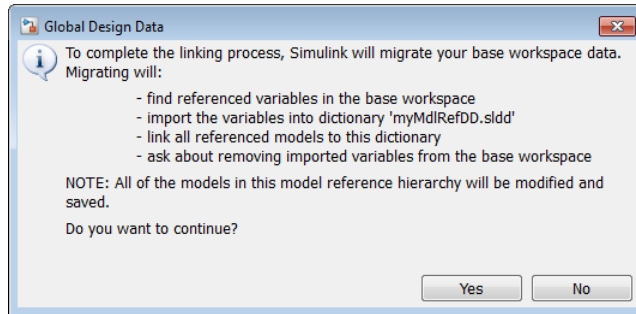 Global Design Data
To complete the linking process, Simulink will migrate your base workspace data.
Migrating will:
- find referenced variables in the base workspace
- import the variables into dictionary 'myMdlRefDD.sldd'
- link all referenced models to this dictionary
- ask about removing imported variables from the base workspace
NOTE: All of the models in this model reference hierarchy will be modified and
saved.
Do you want to continue?
Yes No